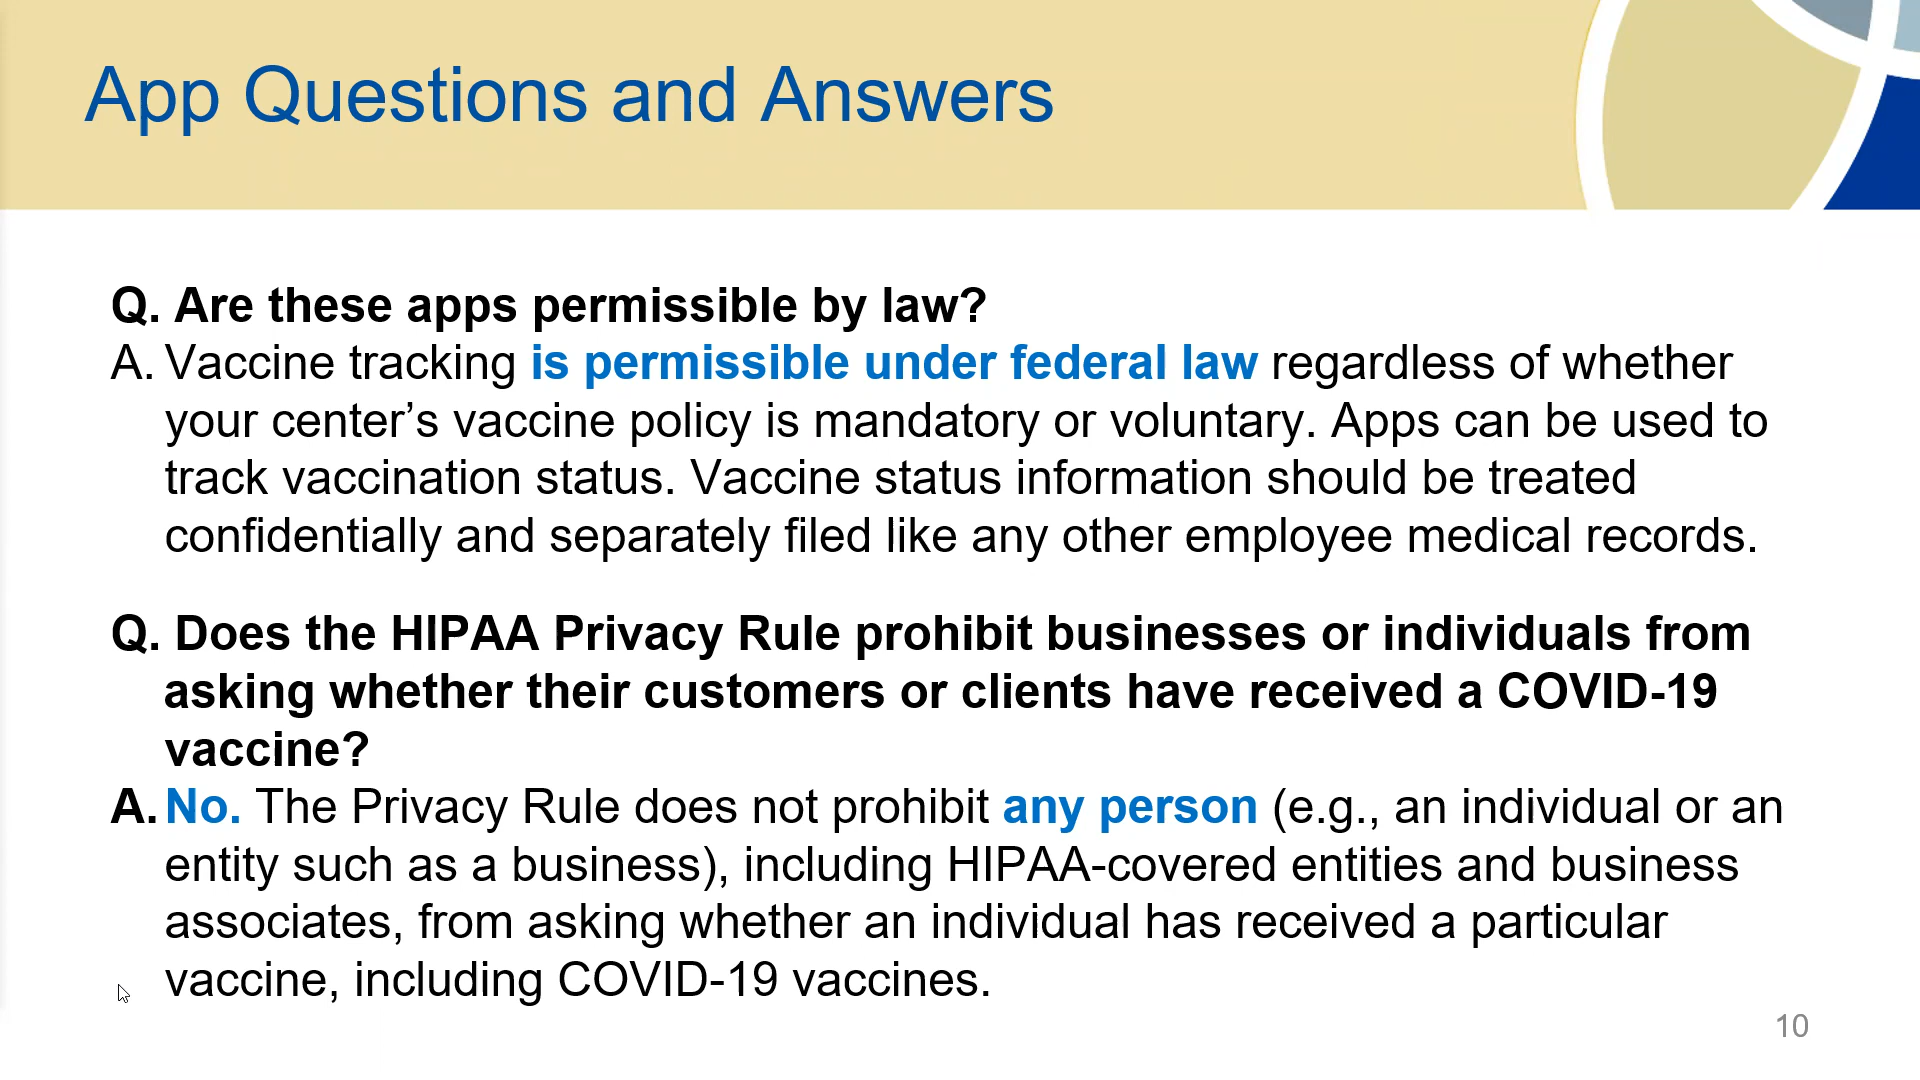 App Questions and Answers
Q. Are these apps permissible by law?
A. Vaccine tracking is permissible under federal law regardless of whether
your center’s vaccine policy is mandatory or voluntary. Apps can be used to
track vaccination status. Vaccine status information should be treated
confidentially and separately filed like any other employee medical records.
Q. Does the HIPAA Privacy Rule prohibit businesses or individuals from
asking whether their customers or clients have received a COVID-19
vaccine?
A. No. The Privacy Rule does not prohibit any person (e.g., an individual or an
entity such as a business), including HIPAA-covered entities and business
associates, from asking whether an individual has received a particular
vaccine, including COVID-19 vaccines.
10